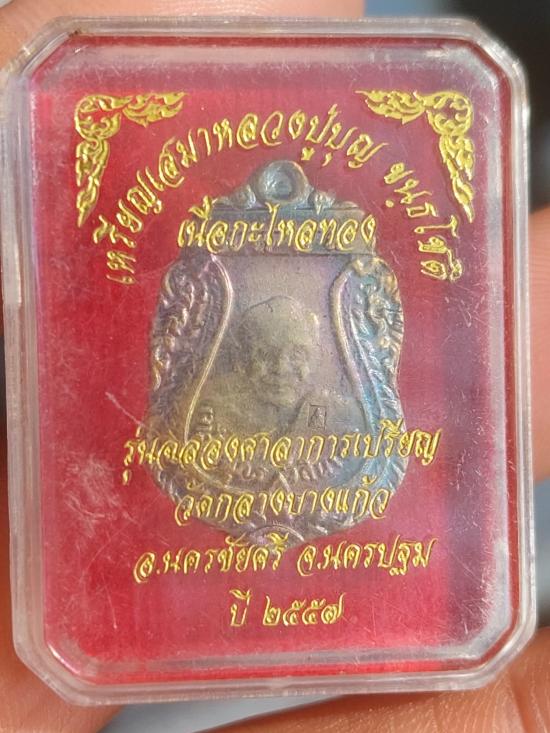 เหรียญเสมาหลวงปู่บุญ ขนฺธโชติ
เนื้อกะไหล่ทอง
รุ่นฉลองศาลาการเปรียญ
วัดกลางบางแก้ว
อ.นครชัยศรี จ.นครปฐม
ปี ๒๕๕๗